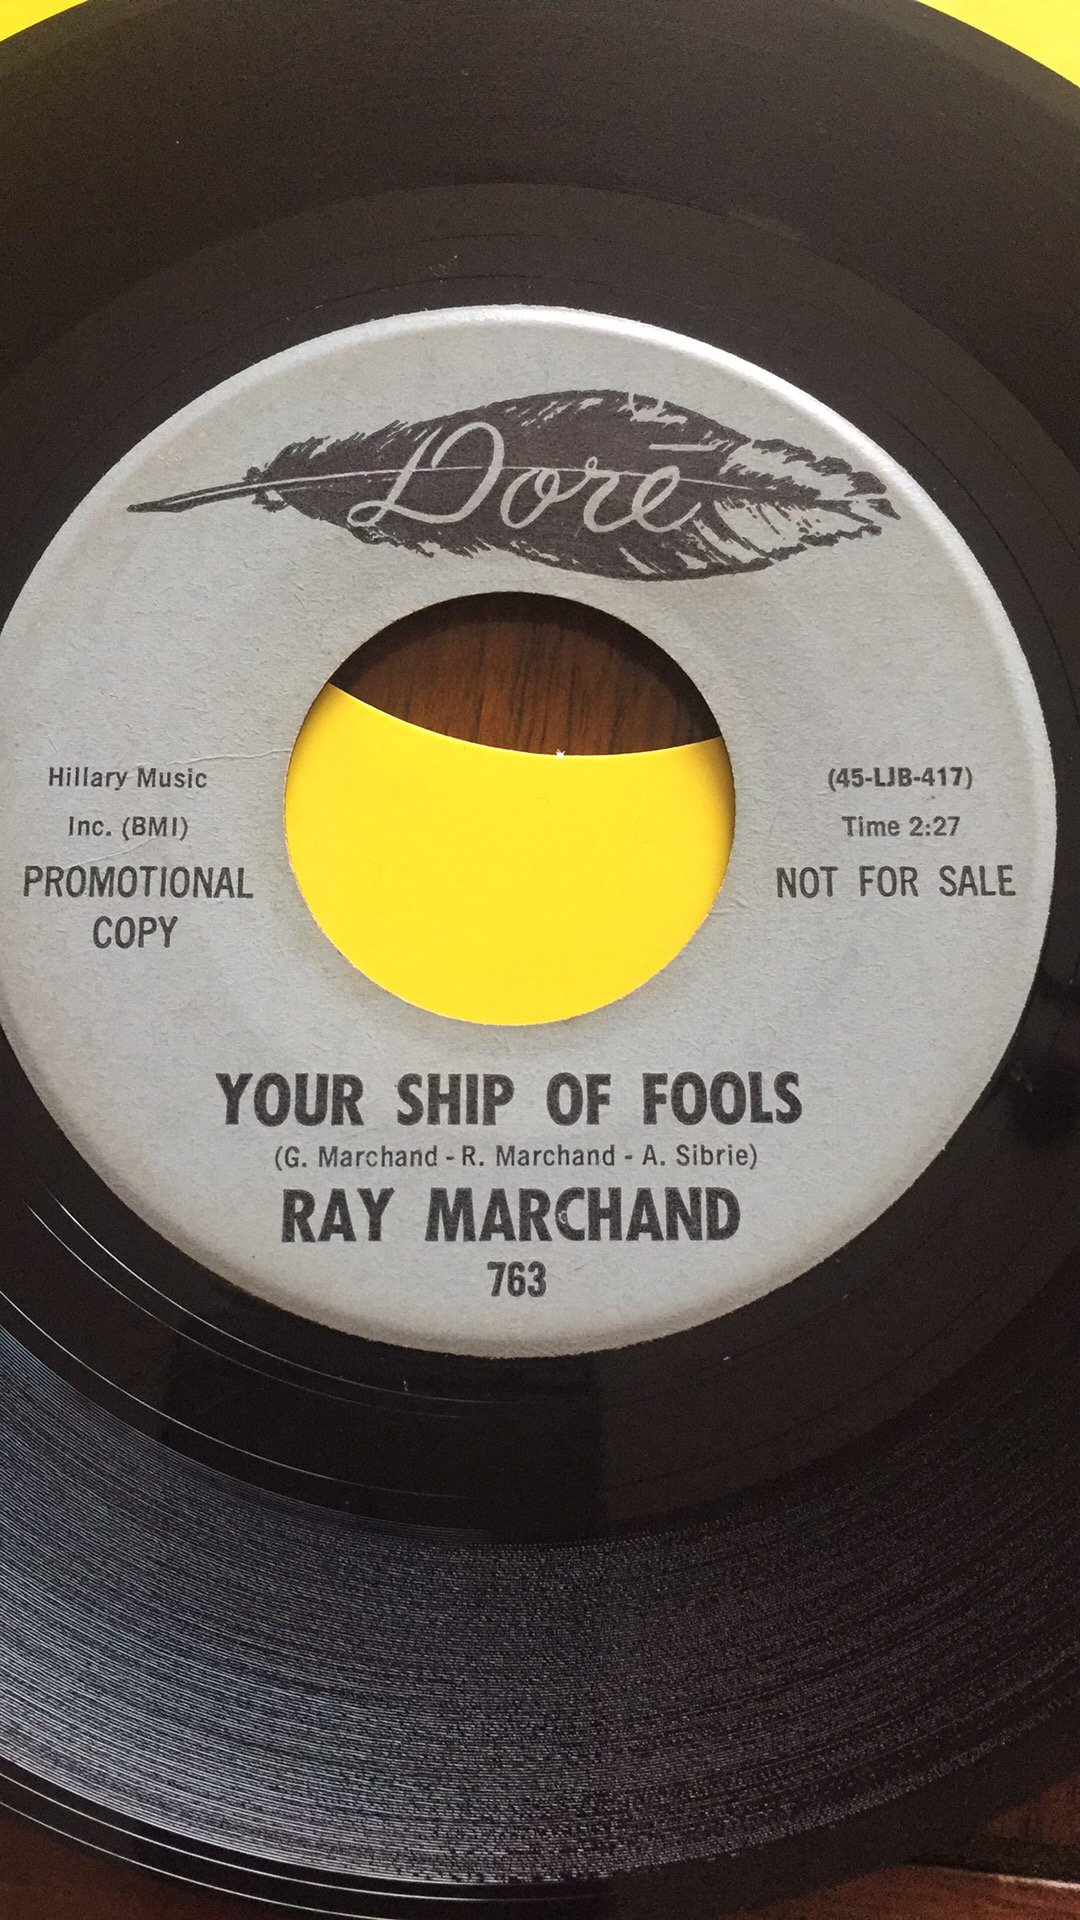 Doré
Hillary Music
Inc. (BMI)
PROMOTIONAL
COPY
(45-LJB-417)
Time 2:27
NOT FOR SALE
YOUR SHIP OF FOOLS
(G. Marchand - R. Marchand - A. Sibrie)
RAY MARCHAND
763